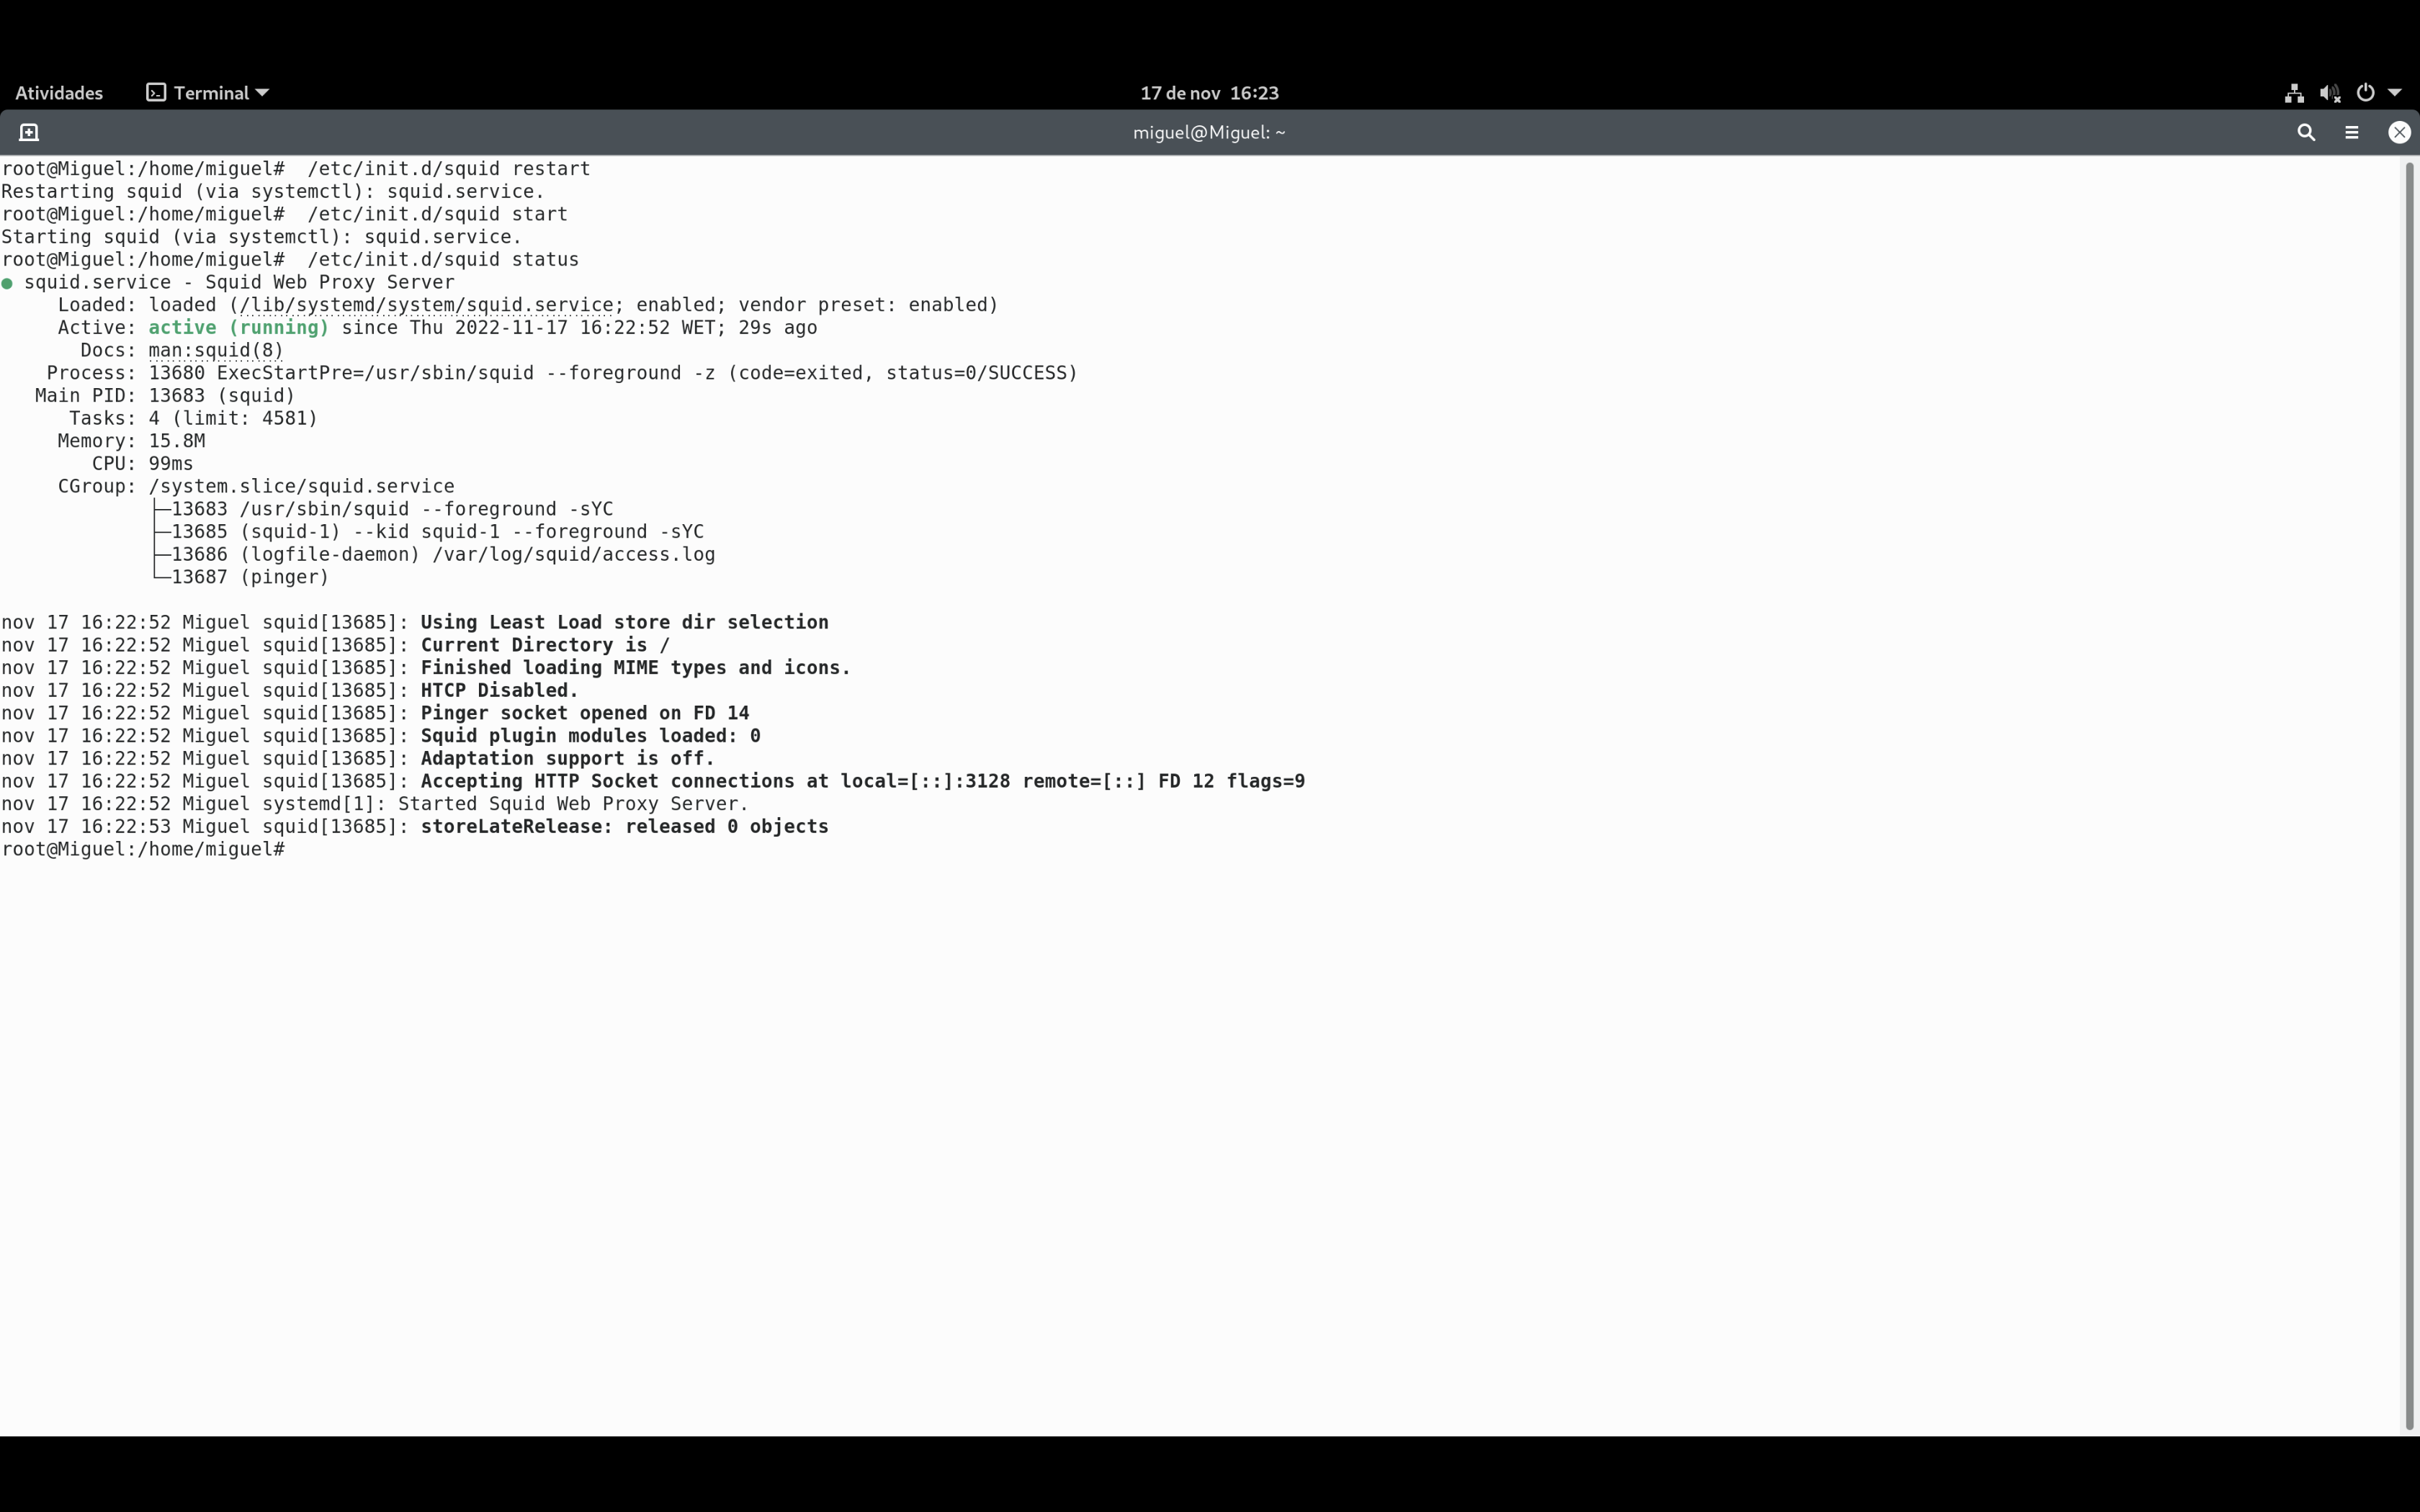 Atividades Terminal 17 de nov 16:23
miguel@Miguel: ~
root@Miguel:/home/miguel#  /etc/init.d/squid restart
Restarting squid (via systemctl): squid.service.
root@Miguel:/home/miguel#  /etc/init.d/squid start
Starting squid (via systemctl): squid.service.
root@Miguel:/home/miguel#  /etc/init.d/squid status
● squid.service - Squid Web Proxy Server
     Loaded: loaded (/lib/systemd/system/squid.service; enabled; vendor preset: enabled)
     Active: active (running) since Thu 2022-11-17 16:22:52 WET; 29s ago
       Docs: man:squid(8)
    Process: 13680 ExecStartPre=/usr/sbin/squid --foreground -z (code=exited, status=0/SUCCESS)
   Main PID: 13683 (squid)
      Tasks: 4 (limit: 4581)
     Memory: 15.8M
        CPU: 99ms
     CGroup: /system.slice/squid.service
             ├─13683 /usr/sbin/squid --foreground -sYC
             ├─13685 (squid-1) --kid squid-1 --foreground -sYC
             ├─13686 (logfile-daemon) /var/log/squid/access.log
             └─13687 (pinger)
nov 17 16:22:52 Miguel squid[13685]: Using Least Load store dir selection
nov 17 16:22:52 Miguel squid[13685]: Current Directory is /
nov 17 16:22:52 Miguel squid[13685]: Finished loading MIME types and icons.
nov 17 16:22:52 Miguel squid[13685]: HTCP Disabled.
nov 17 16:22:52 Miguel squid[13685]: Pinger socket opened on FD 14
nov 17 16:22:52 Miguel squid[13685]: Squid plugin modules loaded: 0
nov 17 16:22:52 Miguel squid[13685]: Adaptation support is off.
nov 17 16:22:52 Miguel squid[13685]: Accepting HTTP Socket connections at local=[::]:3128 remote=[::] FD 12 flags=9
nov 17 16:22:52 Miguel systemd[1]: Started Squid Web Proxy Server.
nov 17 16:22:53 Miguel squid[13685]: storeLateRelease: released 0 objects
root@Miguel:/home/miguel#